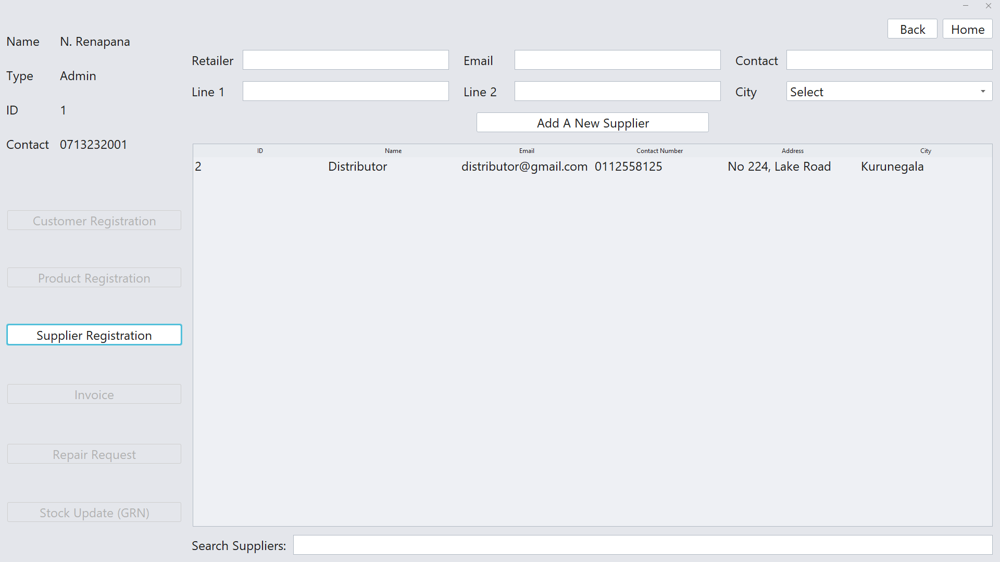 Back Home
Name N. Renapana
Retailer Email Contact
Type Admin
Line 1 Line 2 City Select
ID 1
Add A New Supplier
Contact 0713232001
ID Name Email Contact Number Address City
2 Distributor distributor@gmail.com 0112558125 No 224, Lake Road Kurunegala
Customer Registration
Product Registration
Supplier Registration
Invoice
Repair Request
Stock Update (GRN)
Search Suppliers: